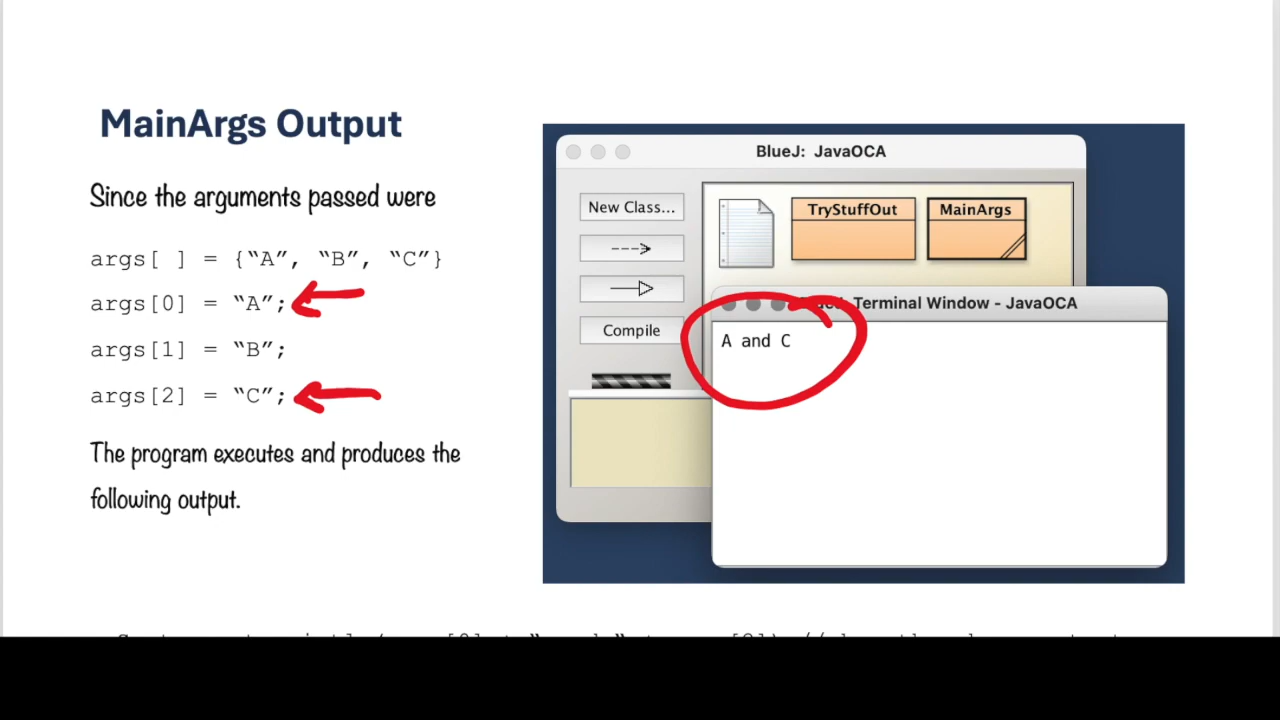 MainArgs Output
Since the arguments passed were
args[ ] = {“A”, “B”, “C”}
args[0] = “A”;
args[1] = “B”;
args[2] = “C”;
The program executes and produces the
following output.
BlueJ: JavaOCA
New Class...
Compile
TryStuffOut
MainArgs
Terminal Window - JavaOCA
A and C